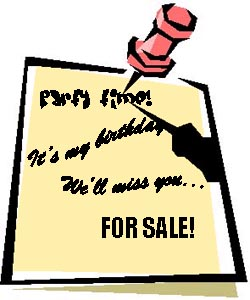 Party time!
It's my birthday
We'll miss you...
FOR SALE!